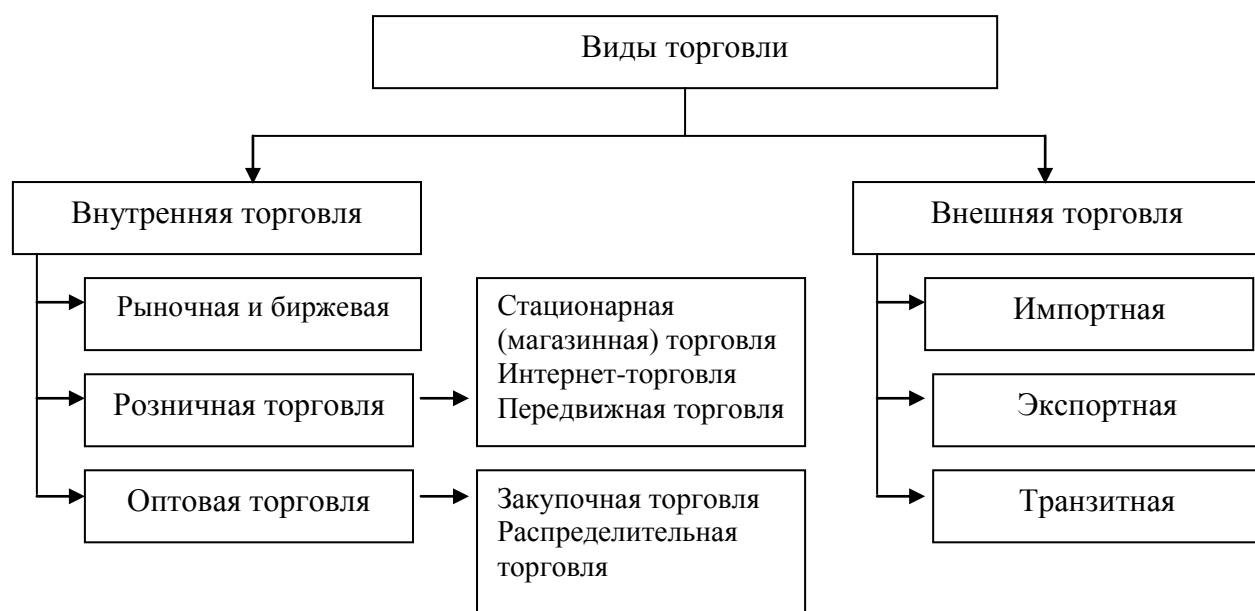 Виды торговли
Внутренняя торговля
Внешняя торговля
Рыночная и биржевая
Стационарная
(магазинная) торговля
Интернет-торговля
Передвижная торговля
Импортная
Розничная торговля
Экспортная
Оптовая торговля
Закупочная торговля
Распределительная
торговля
Транзитная